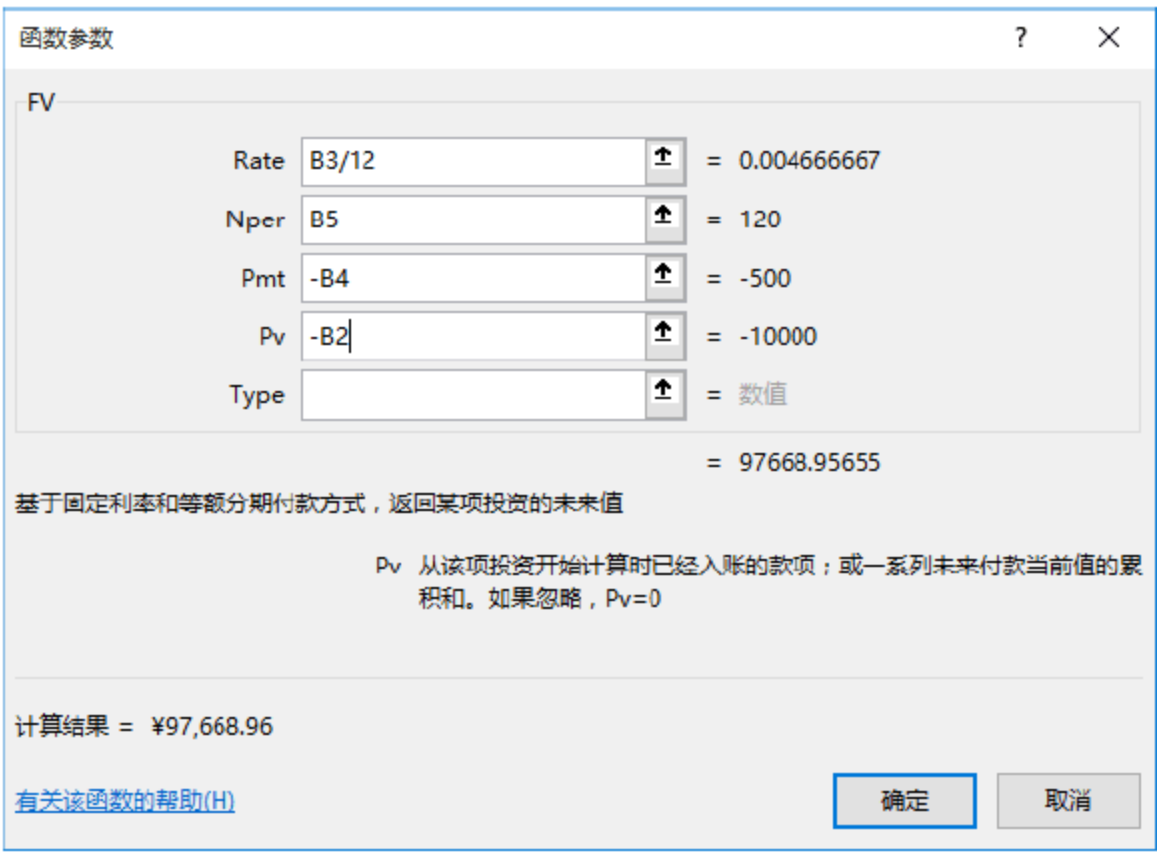 函数参数 ?
FV
Rate B3/12 = 0.004666667
Nper B5 = 120
Pmt -B4 = -500
Pv -B2 = -10000
Type = 数值
= 97668.95655
基于固定利率和等额分期付款方式，返回某项投资的未来值
Pv 从该项投资开始计算时已经入账的款项；或一系列未来付款当前值的累
积和。如果忽略，Pv=0
计算结果 = ¥97,668.96
有关该函数的帮助(H) 确定 取消